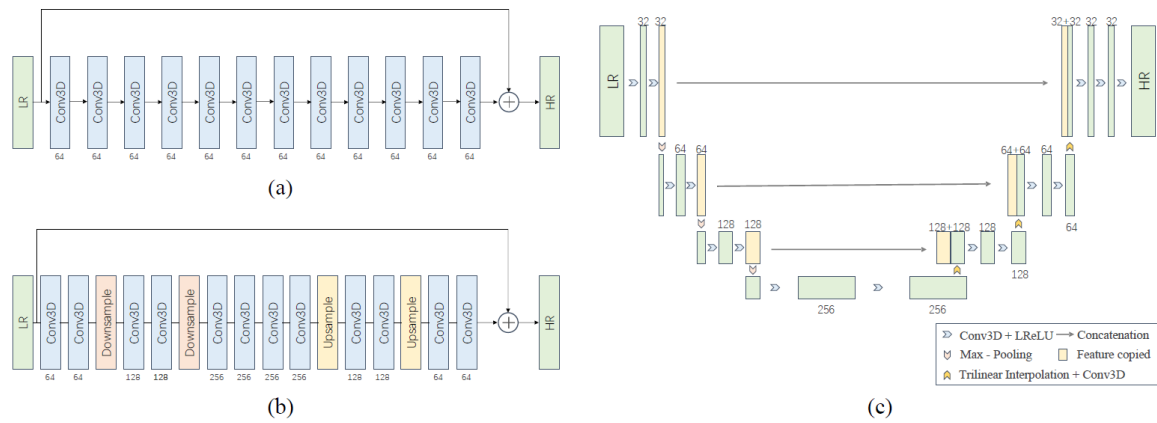 LR
Conv3D
Conv3D
Conv3D
Conv3D
Conv3D
Conv3D
Conv3D
Conv3D
Conv3D
Conv3D
Conv3D
Conv3D
HR
64 64 64 64 64 64 64 64 64 64 64 64
(a)
LR
Conv3D
Conv3D
Downsample
Conv3D
Conv3D
Downsample
Conv3D
Conv3D
Conv3D
Conv3D
Upsample
Conv3D
Conv3D
Upsample
Conv3D
Conv3D
HR
64 64 128 128 256 256 256 256 128 128 64 64
(b)
32 32 32+32 32 32
LR
HR
64 64 64+64 64
64
128 128 128+128 128
128
256 256
Conv3D + LReLU
Concatenation
Max - Pooling
Feature copied
Trilinear Interpolation + Conv3D
(c)